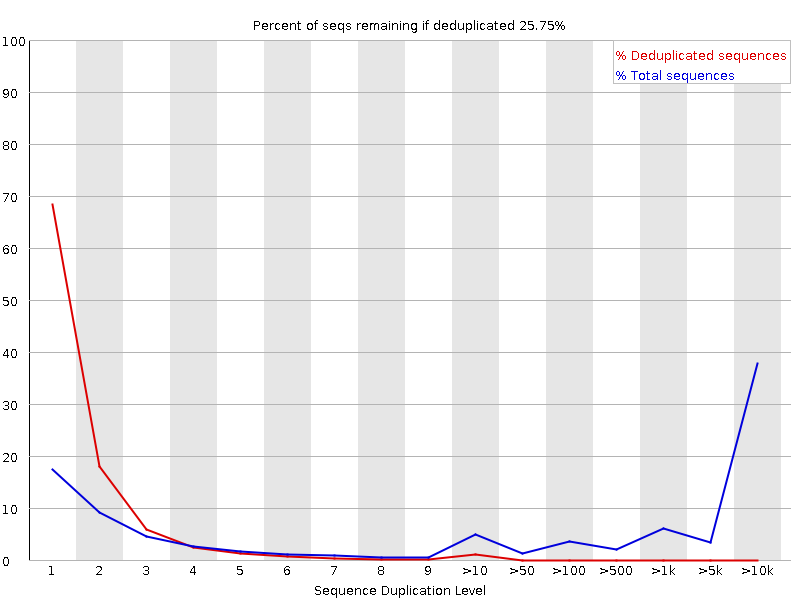 Percent of seqs remaining if deduplicated 25.75%
% Deduplicated sequences
% Total sequences
100
90
80
70
60
50
40
30
20
10
0
1 2 3 4 5 6 7 8 9 >10 >50 >100 >500 >1k >5k >10k
Sequence Duplication Level